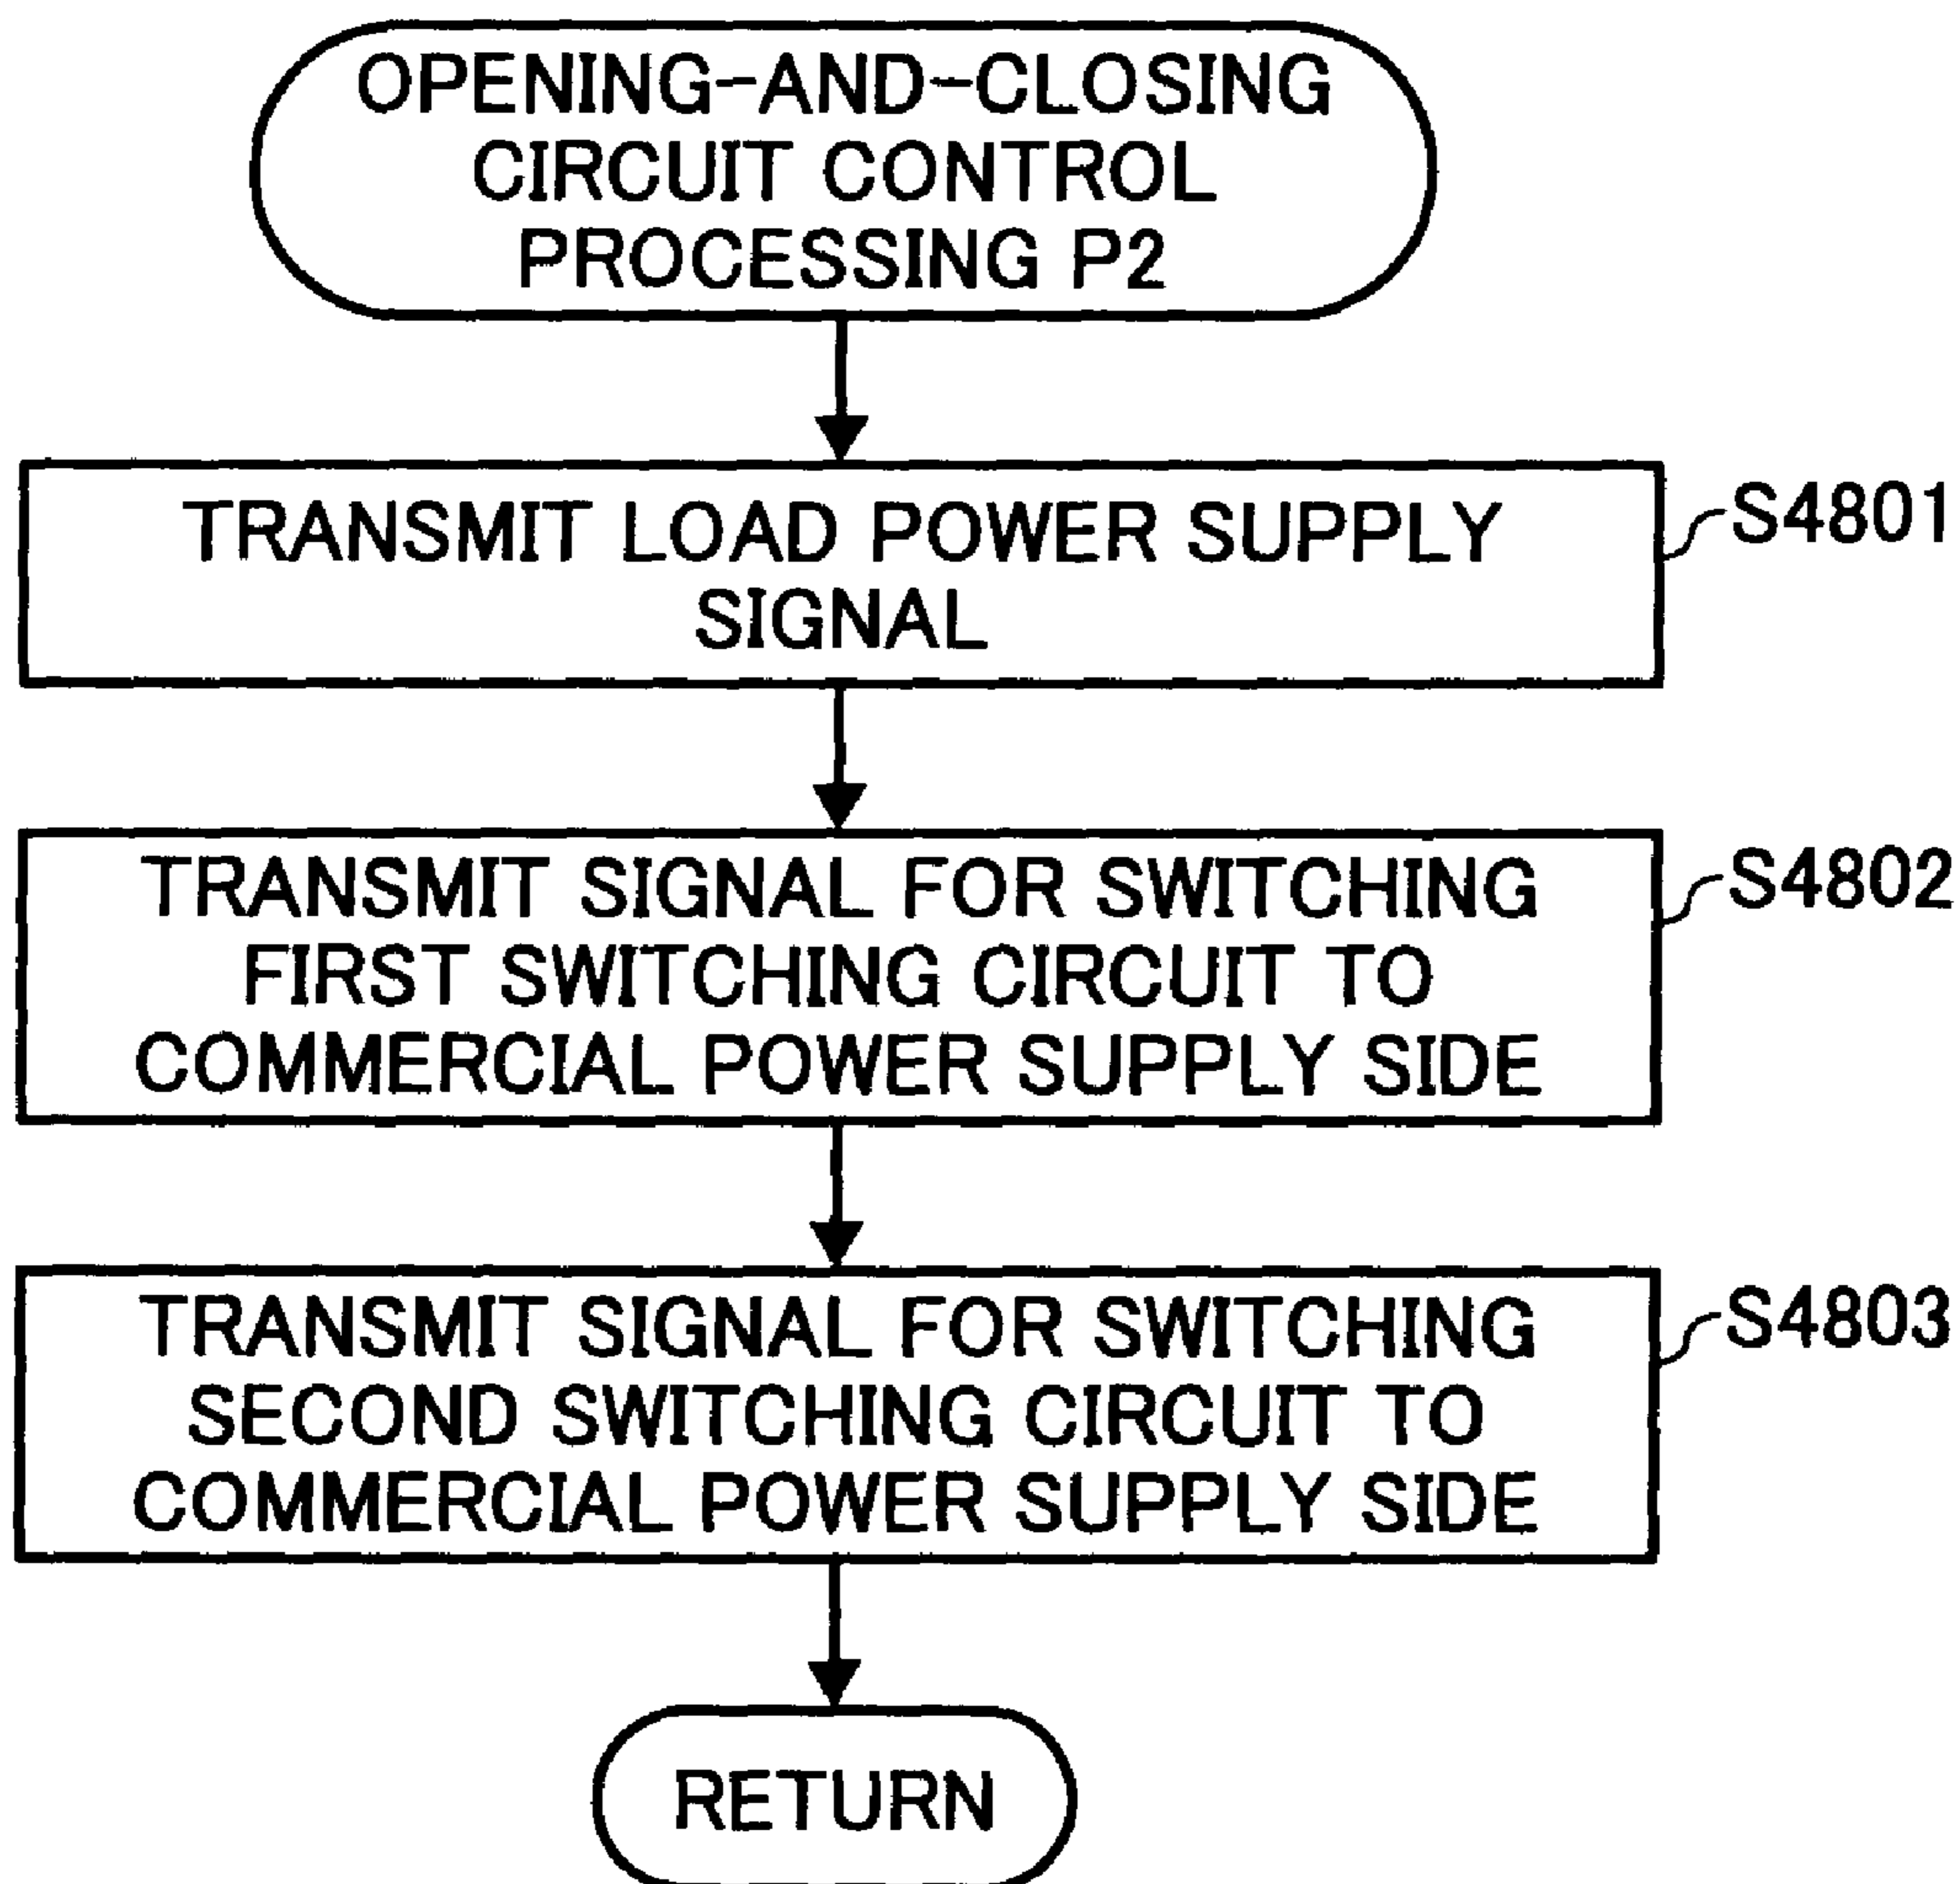 OPENING-AND-CLOSING
CIRCUIT CONTROL
PROCESSING P2
TRANSMIT LOAD POWER SUPPLY
SIGNAL
S4801
TRANSMIT SIGNAL FOR SWITCHING
FIRST SWITCHING CIRCUIT TO
COMMERCIAL POWER SUPPLY SIDE
S4802
TRANSMIT SIGNAL FOR SWITCHING
SECOND SWITCHING CIRCUIT TO
COMMERCIAL POWER SUPPLY SIDE
S4803
RETURN